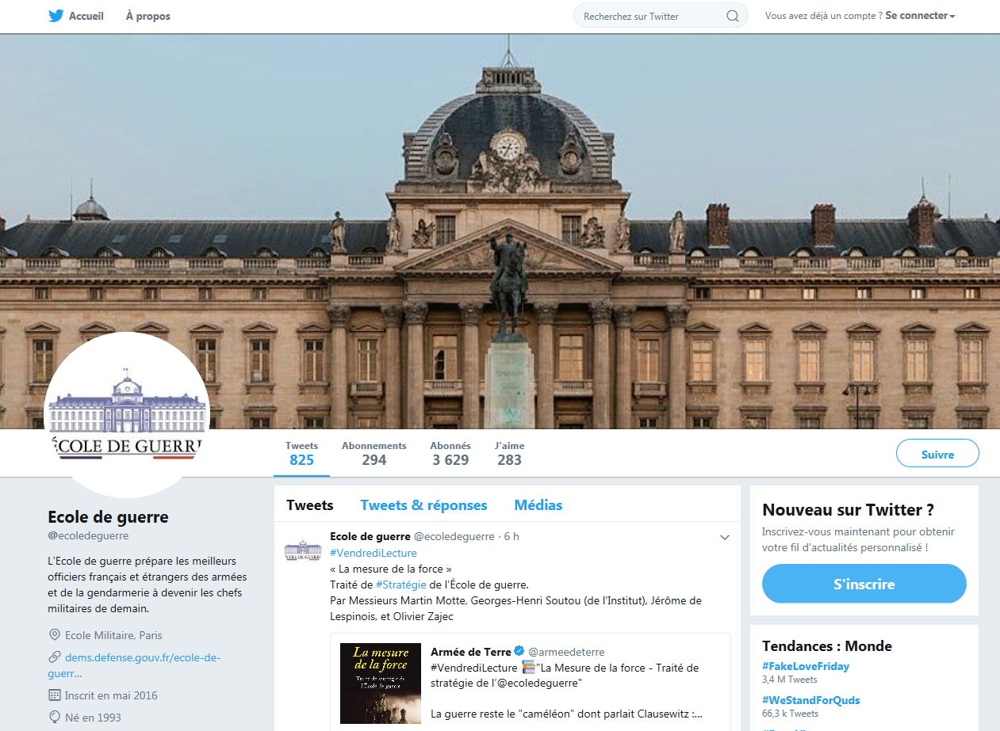 Accueil
À propos
Recherchez sur Twitter
Vous avez déjà un compte ? Se connecter
ÉCOLE DE GUERR
Tweets
825
Abonnements
294
Abonnés
3 629
J'aime
283
Suivre
Ecole de guerre
@ecoledeguerre
L'Ecole de guerre prépare les meilleurs
officiers français et étrangers des armées
et de la gendarmerie à devenir les chefs
militaires de demain.
Ecole Militaire, Paris
dems.defense.gouv.fr/ecole-de-
guerr...
Inscrit en mai 2016
Né en 1993
Tweets
Tweets & réponses
Médias
Ecole de guerre @ecoledeguerre · 6 h
#VendrediLecture
« La mesure de la force »
Traité de #Stratégie de l'École de guerre.
Par Messieurs Martin Motte, Georges-Henri Soutou (de l'Institut), Jérôme de
Lespinois, et Olivier Zajec
La mesure
de la force
Traité de stratégie de
l'École de guerre
Armée de Terre @armeedeterre
#VendrediLecture "La Mesure de la force - Traité de
stratégie de l'@ecoledeguerre"
La guerre reste le "caméléon" dont parlait Clausewitz :...
Nouveau sur Twitter ?
Inscrivez-vous maintenant pour obtenir
votre fil d'actualités personnalisé !
S'inscrire
Tendances : Monde
#FakeLoveFriday
3,4 M Tweets
#WeStandForQuds
66,3 k Tweets